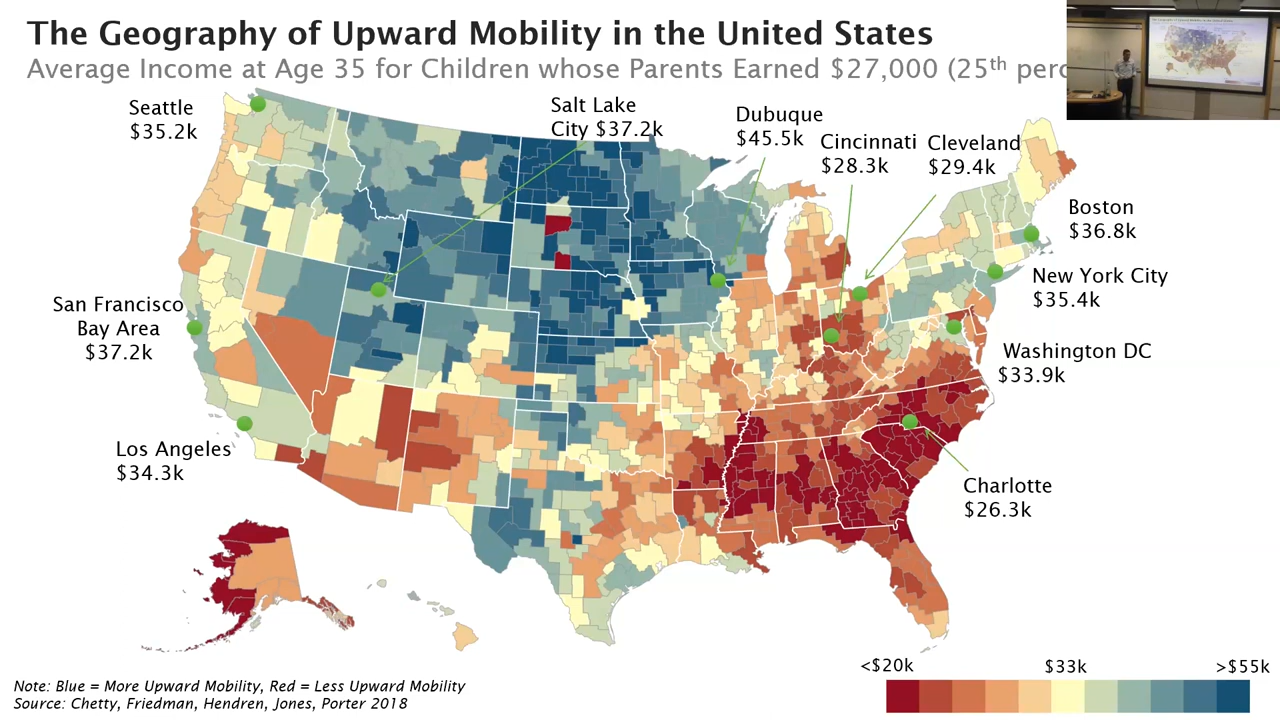 The Geography of Upward Mobility in the United States
Average Income at Age 35 for Children whose Parents Earned $27,000 (25th
Seattle
$35.2k
Salt Lake
City $37.2k
Dubuque
$45.5k
Cincinnati
$28.3k
Cleveland
$29.4k
Boston
$36.8k
New York City
$35.4k
San Francisco
Bay Area
$37.2k
Washington DC
$33.9k
Los Angeles
$34.3k
Charlotte
$26.3k
<$20k
$33k
>$55k
Note: Blue = More Upward Mobility, Red = Less Upward Mobility
Source: Chetty, Friedman, Hendren, Jones, Porter 2018